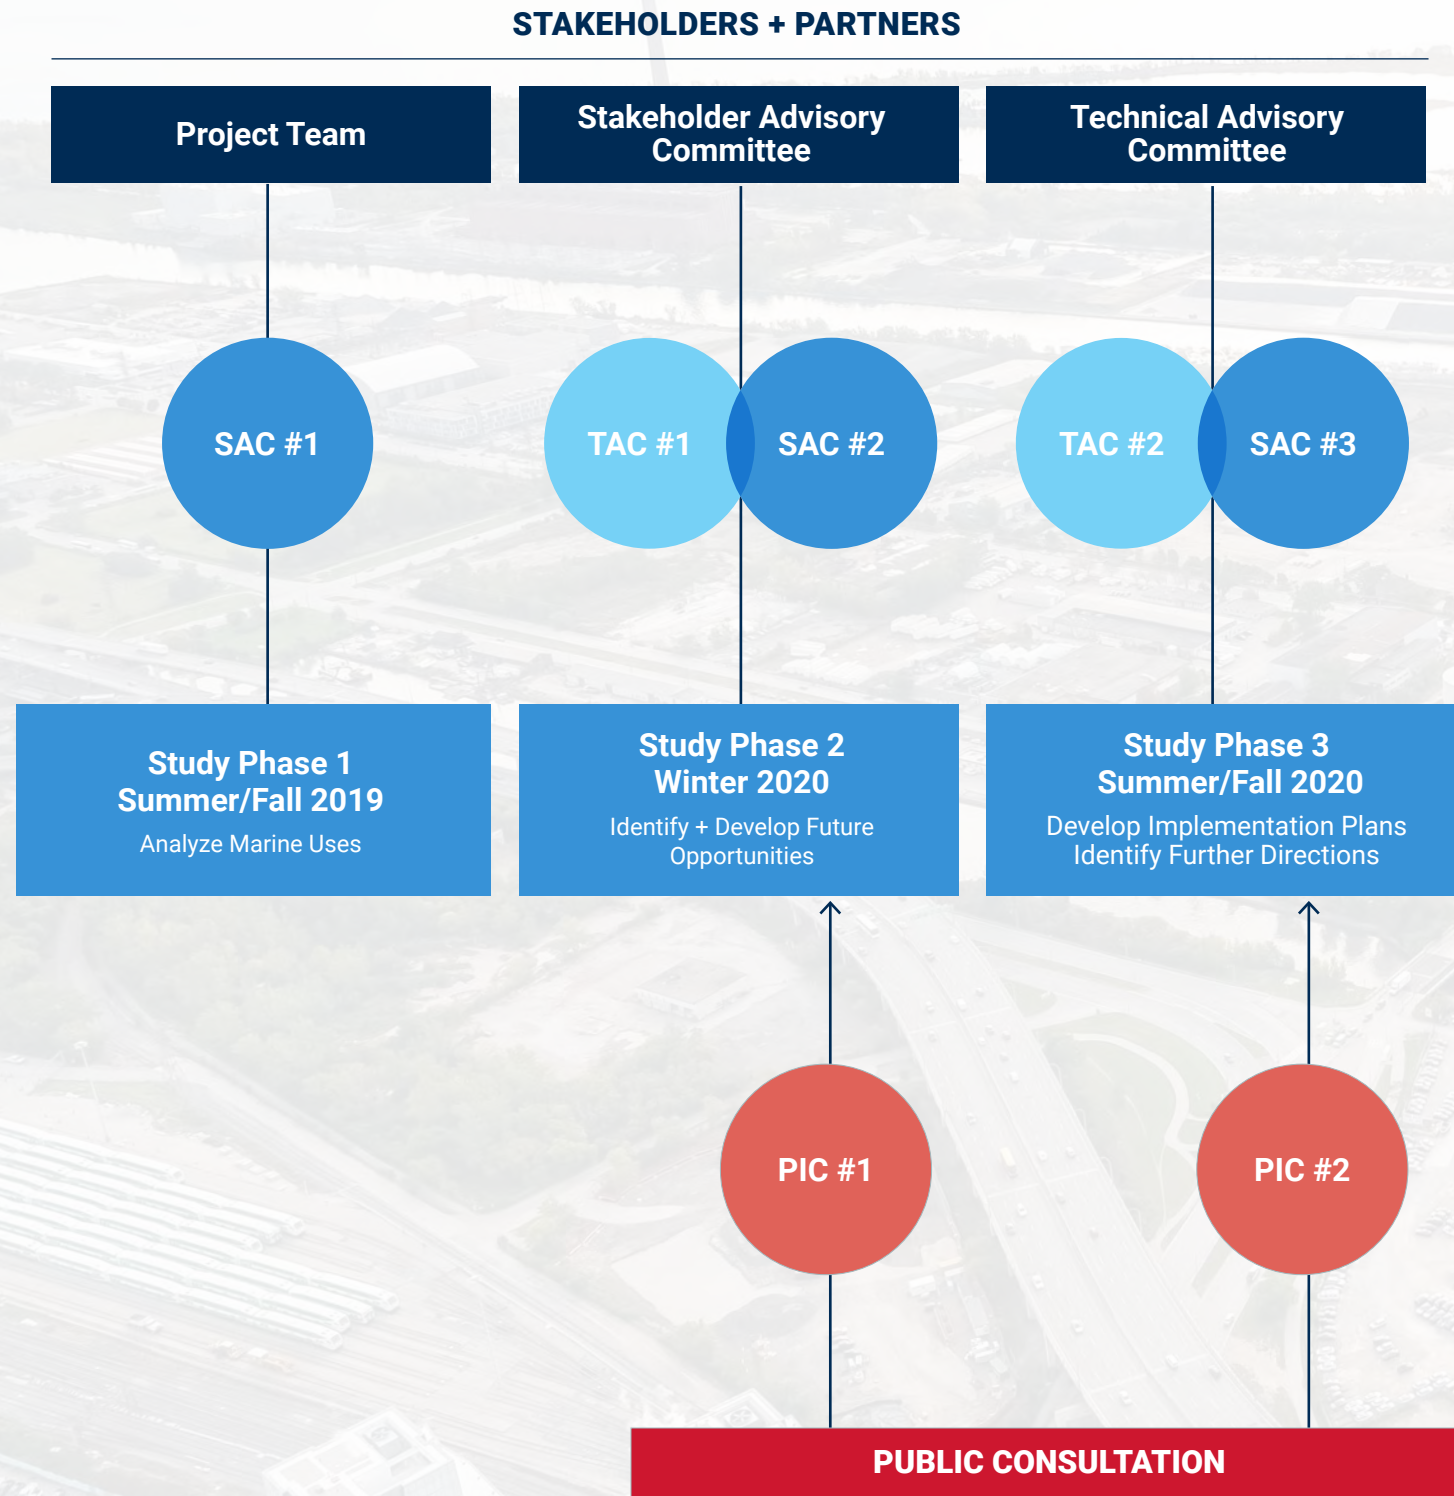 STAKEHOLDERS + PARTNERS
Project Team
Stakeholder Advisory
Committee
Technical Advisory
Committee
SAC #1
TAC #1
SAC #2
TAC #2
SAC #3
Study Phase 1
Summer/Fall 2019
Analyze Marine Uses
Study Phase 2
Winter 2020
Identify + Develop Future
Opportunities
Study Phase 3
Summer/Fall 2020
Develop Implementation Plans
Identify Further Directions
PIC #1
PIC #2
PUBLIC CONSULTATION